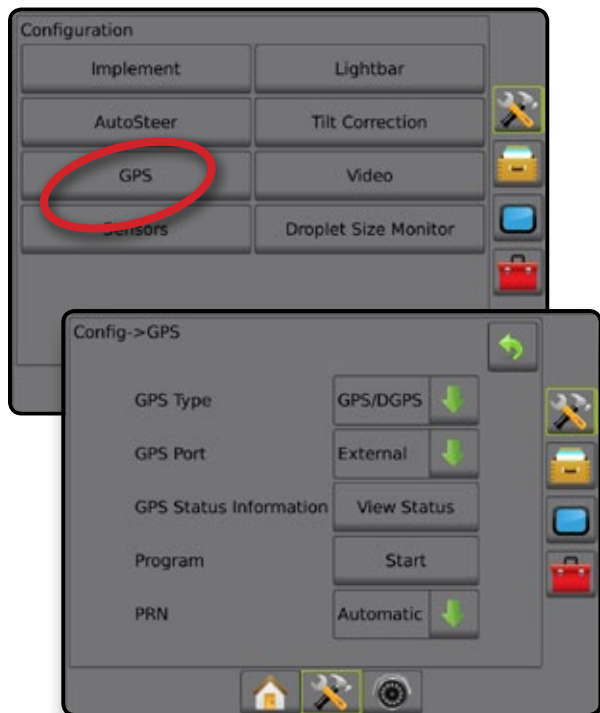 Configuration
Implement Lightbar
AutoSteer Tilt Correction
GPS Video
Sensors Droplet Size Monitor
Config->GPS
GPS Type GPS/DGPS
GPS Port External
GPS Status Information View Status
Program Start
PRN Automatic